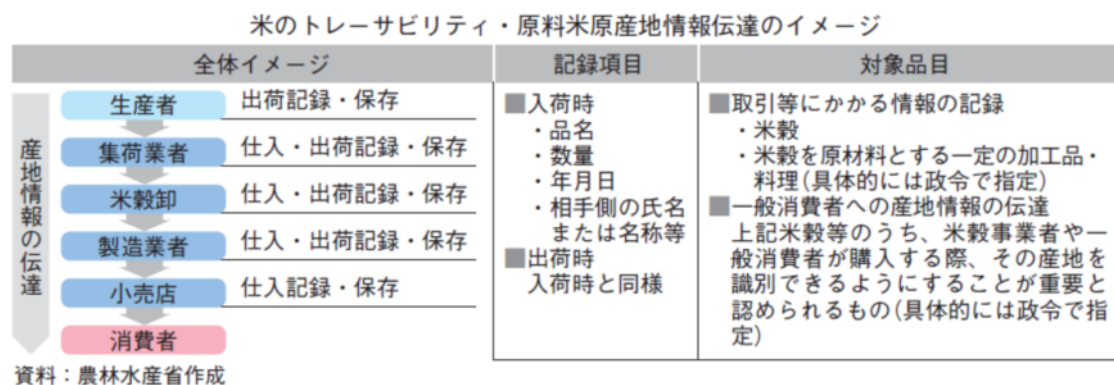 米のトレーサビリティ・原料米原産地情報伝達のイメージ
全体イメージ
産地情報の伝達
生産者 出荷記録・保存
集荷業者 仕入・出荷記録・保存
米穀卸 仕入・出荷記録・保存
製造業者 仕入・出荷記録・保存
小売店 仕入記録・保存
消費者
記録項目
■入荷時
・品名
・数量
・年月日
・相手側の氏名
または名称等
■出荷時
入荷時と同様
対象品目
■取引等にかかる情報の記録
・米穀
・米穀を原材料とする一定の加工品・
料理(具体的には政令で指定)
■一般消費者への産地情報の伝達
上記米穀等のうち、米穀事業者や一
般消費者が購入する際、その産地を
識別できるようにすることが重要と
認められるもの(具体的には政令で指
定)
資料：農林水産省作成